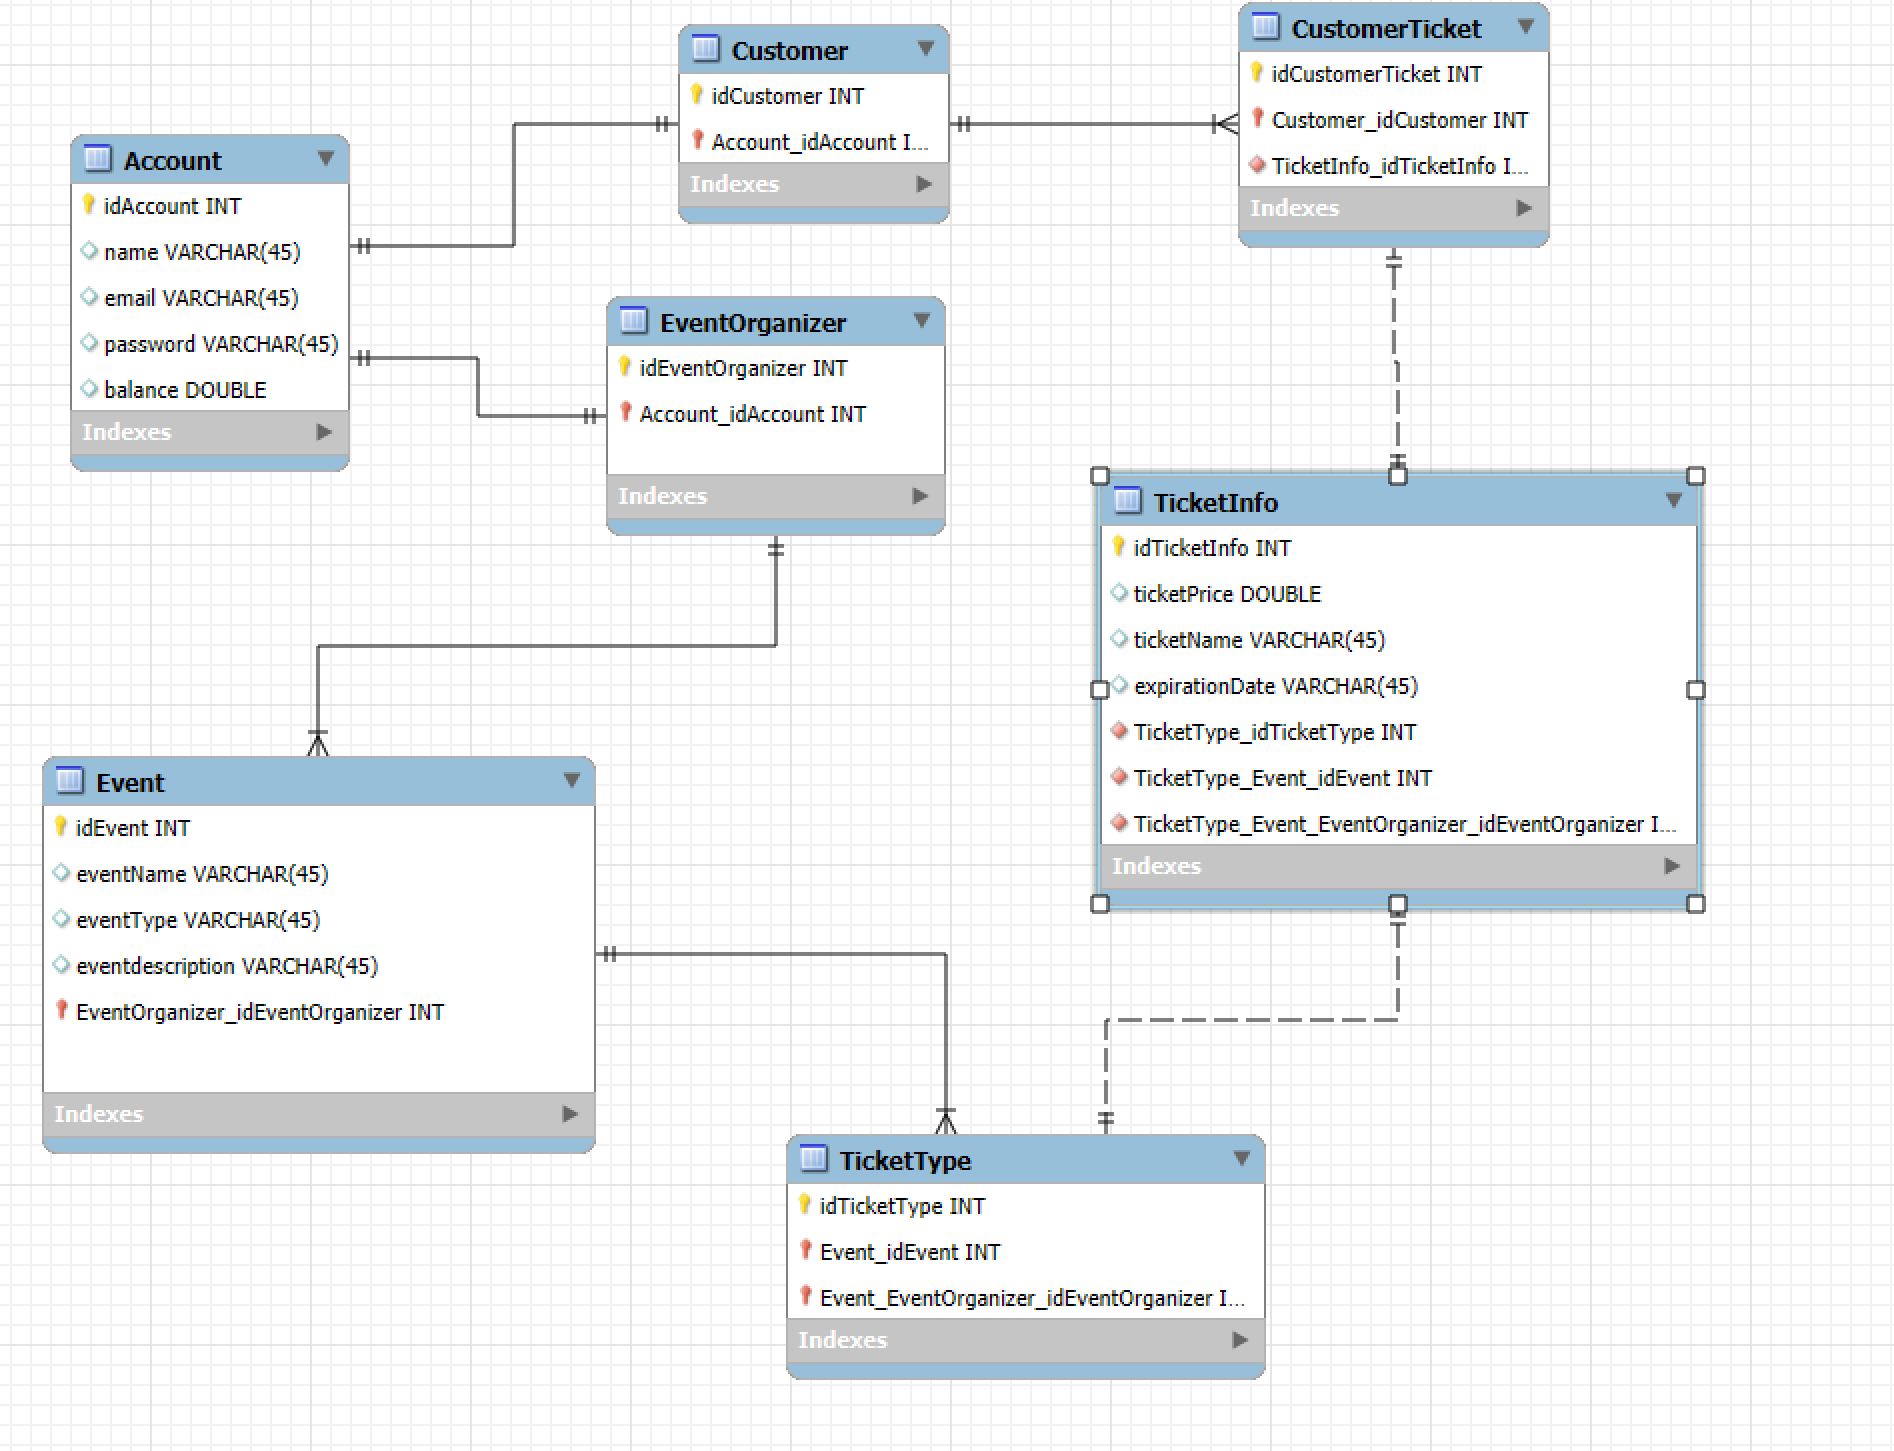 Customer
idCustomer INT
Account_idAccount I...
Indexes
CustomerTicket
idCustomerTicket INT
Customer_idCustomer INT
TicketInfo_idTicketInfo I...
Indexes
Account
idAccount INT
name VARCHAR(45)
email VARCHAR(45)
password VARCHAR(45)
balance DOUBLE
Indexes
EventOrganizer
idEventOrganizer INT
Account_idAccount INT
Indexes
TicketInfo
idTicketInfo INT
ticketPrice DOUBLE
ticketName VARCHAR(45)
expirationDate VARCHAR(45)
TicketType_idTicketType INT
TicketType_Event_idEvent INT
TicketType_Event_EventOrganizer_idEventOrganizer I...
Indexes
Event
idEvent INT
eventName VARCHAR(45)
eventType VARCHAR(45)
eventdescription VARCHAR(45)
EventOrganizer_idEventOrganizer INT
Indexes
TicketType
idTicketType INT
Event_idEvent INT
Event_EventOrganizer_idEventOrganizer I...
Indexes